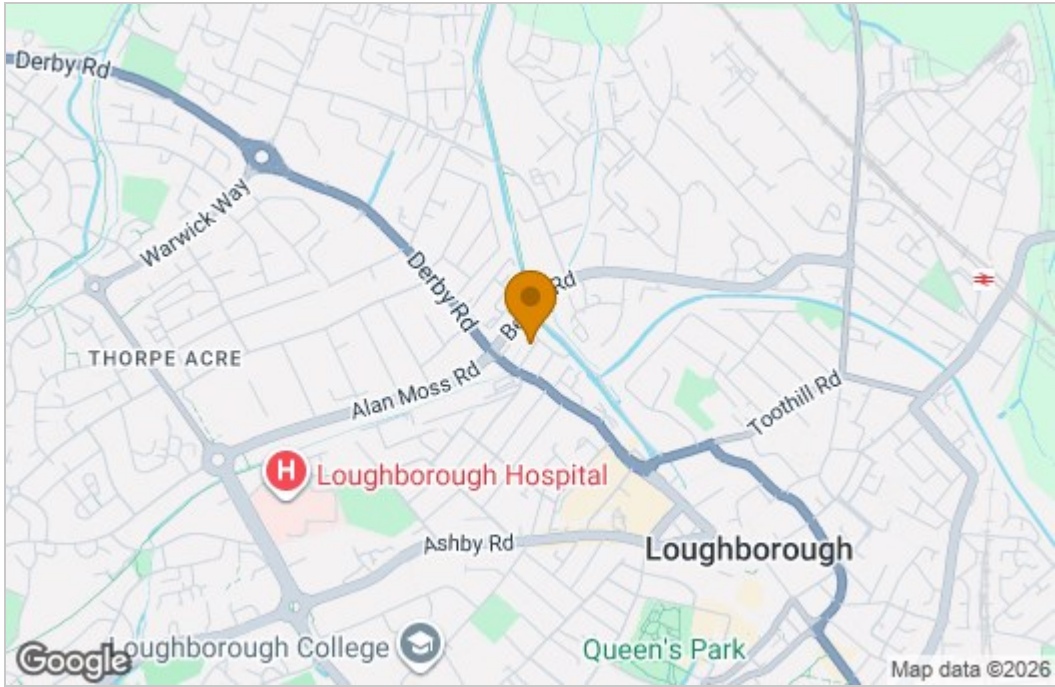 Derby Rd
Warwick Way
Derby Rd
Rd
THORPE ACRE
Alan Moss Rd
Toothill Rd
H
Loughborough Hospital
Ashby Rd
Loughborough
Loughborough College
Queen's Park
Google
Map data ©2026